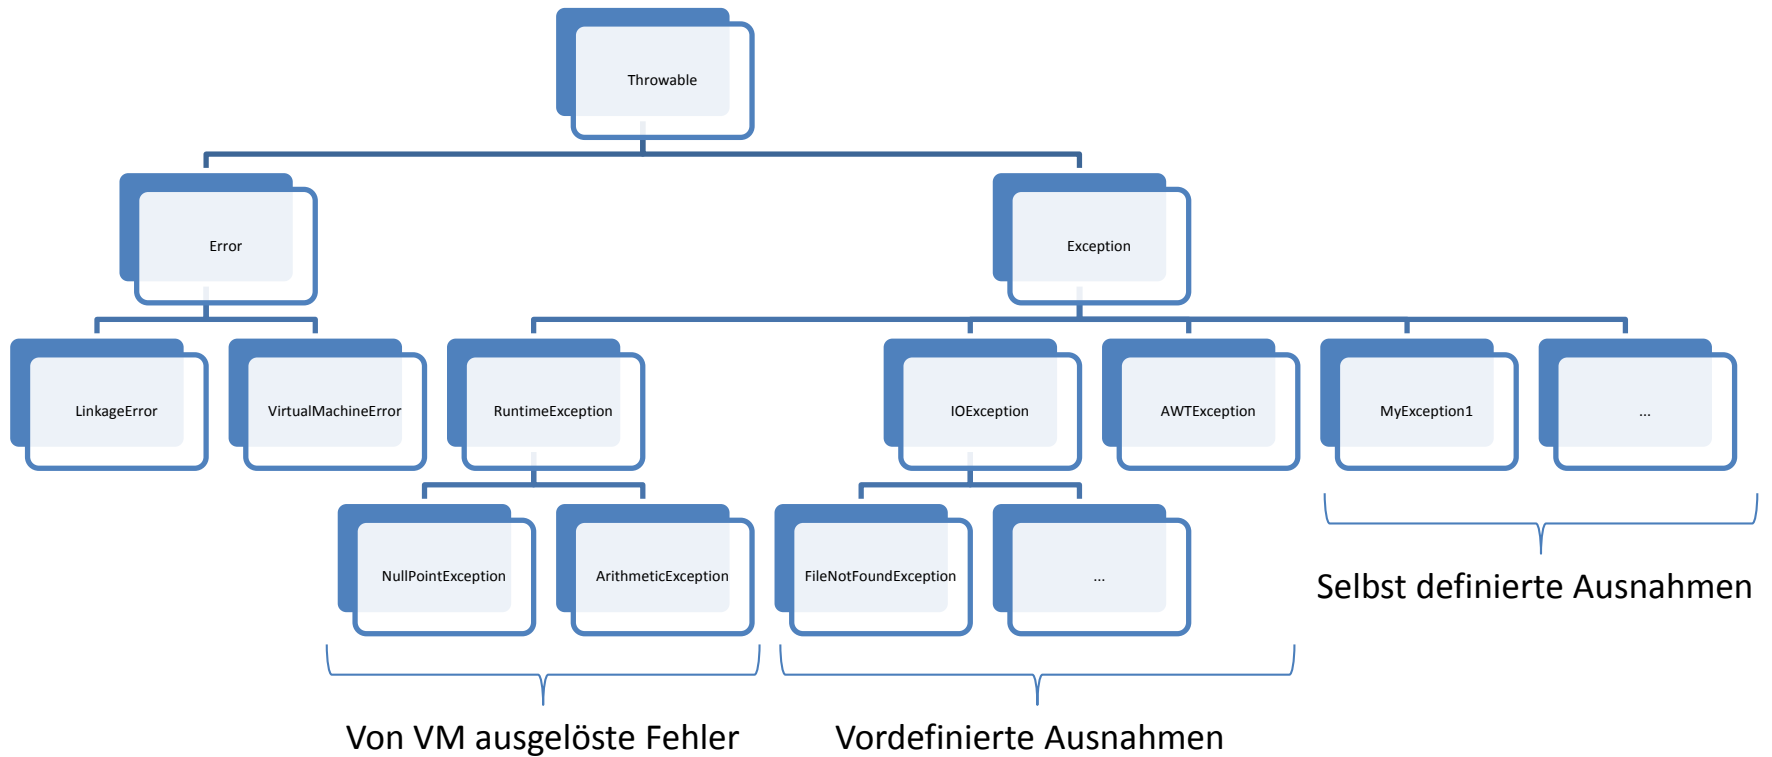 Throwable
Error
Exception
LinkageError
VirtualMachineError
RuntimeException
IOException
AWTException
MyException1
...
NullPointException
ArithmeticException
FileNotFoundException
...
Selbst definierte Ausnahmen
Von VM ausgelöste Fehler
Vordefinierte Ausnahmen